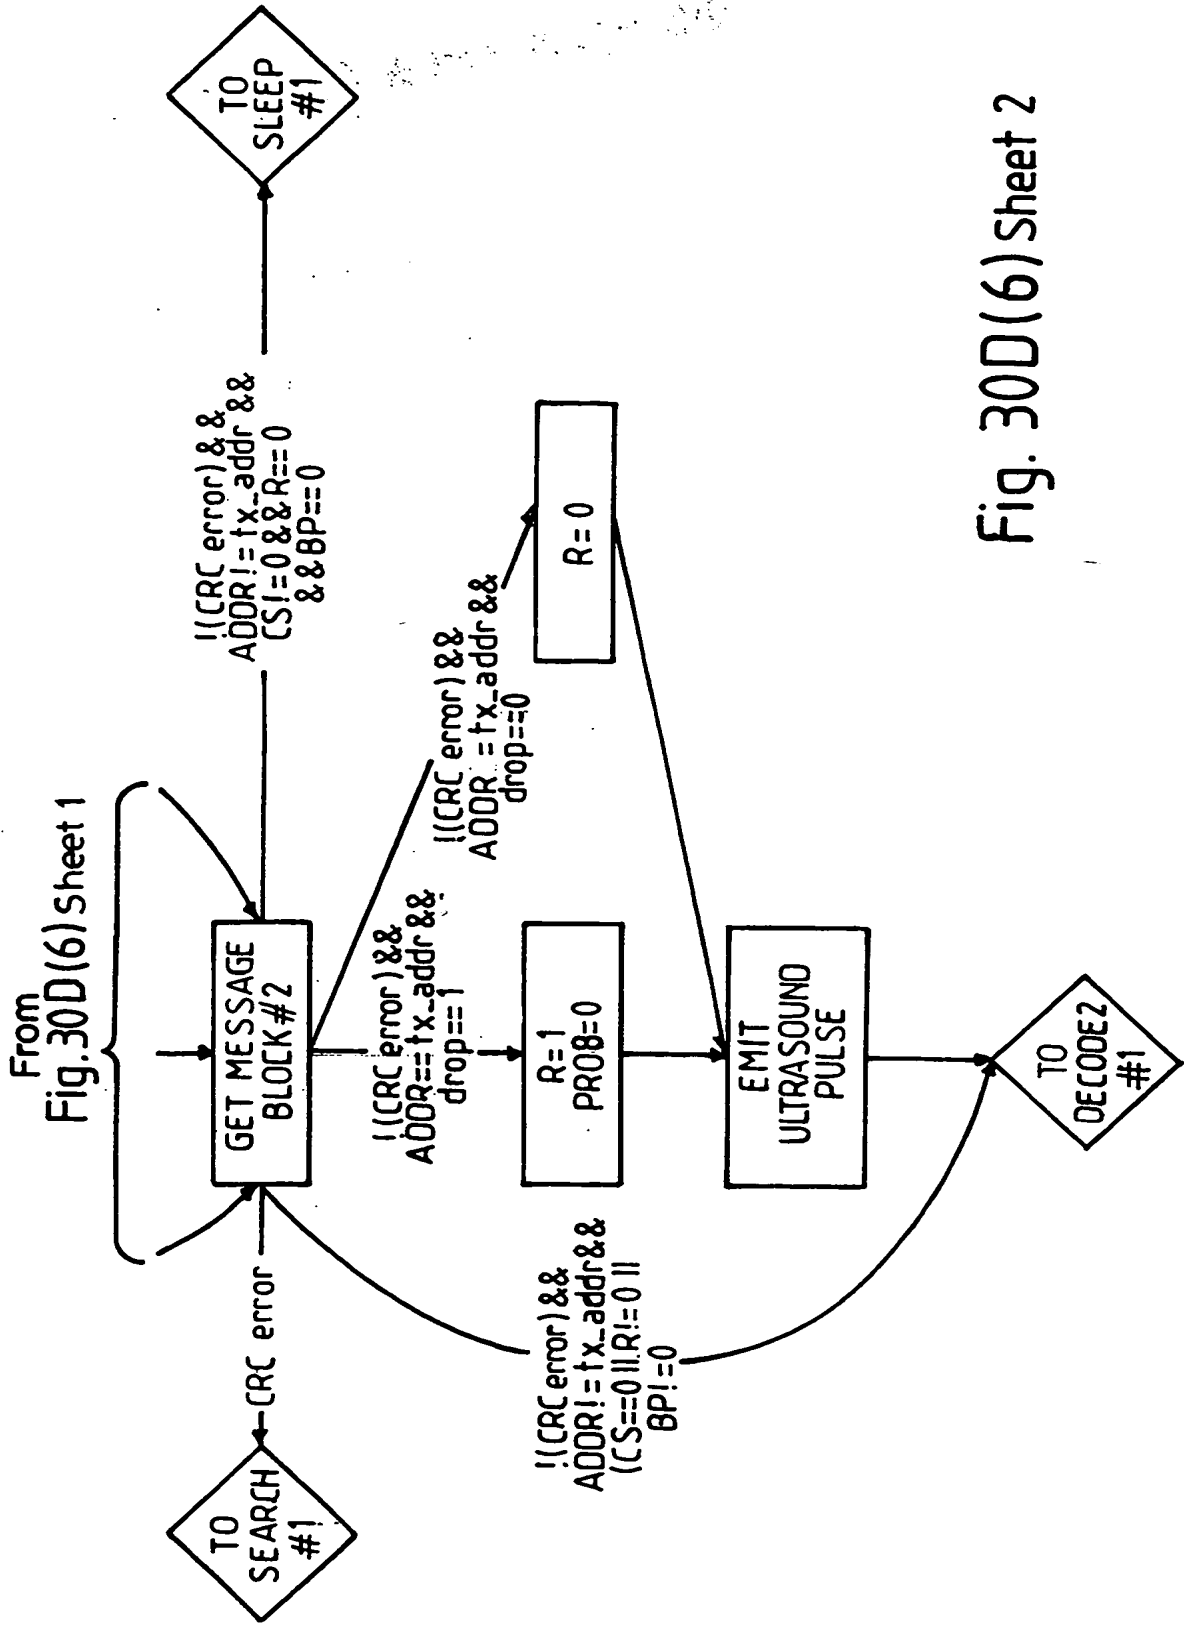 From
Fig.30D(6)sheet 1
GET MESSAGE
BLOCK#2
CRC error
TO
SEARCH
#1
!((CRC error)&&
ADDR!=tx_addr &&
CS!=0&&R==0
&&BP==0
TO
SLEEP
#1
!((CRC error)&&
ADDR==tx_addr&&
drop==1
!((CRC error)&&
ADDR =tx_addr&&
drop==0
R=1
PROB=0
R=0
!((CRC error)&&
ADDR!=tx_addr&&
(CS==0||R!=0||
BP!=0
EMIT
ULTRASOUND
PULSE
TO
DECODE2
#1
Fig. 30D(6)Sheet 2